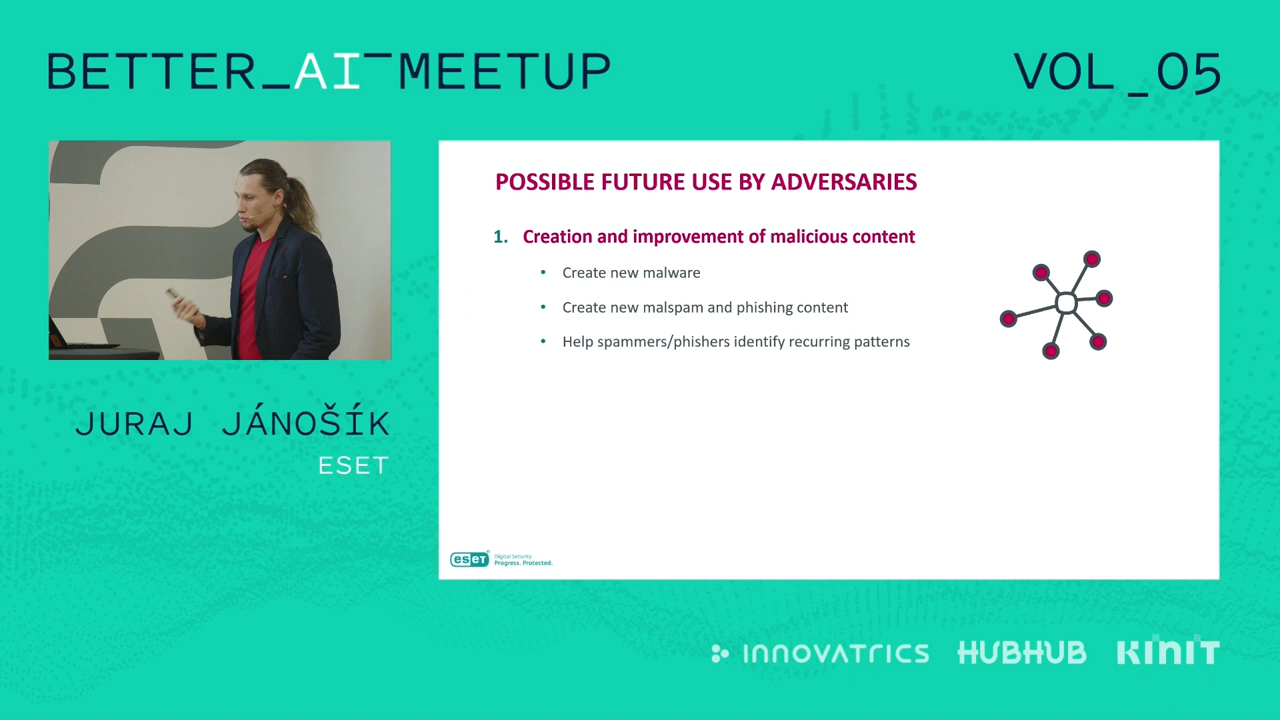 BETTER_AI¯MEETUP
VOL_05
POSSIBLE FUTURE USE BY ADVERSARIES
1. Creation and improvement of malicious content
• Create new malware
• Create new malspam and phishing content
• Help spammers/phishers identify recurring patterns
JURAJ JÁNOŠÍK
ESET
eset Digital Security
Progress. Protected.
INNOVATRICS HUBHUB KINIT